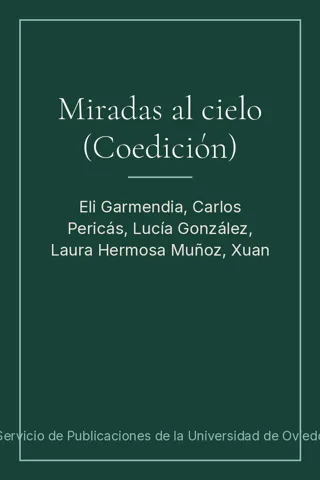 Miradas al cielo
(Coedición)
Eli Garmendia, Carlos
Pericás, Lucía González,
Laura Hermosa Muñoz, Xuan
Servicio de Publicaciones de la Universidad de Oviedo